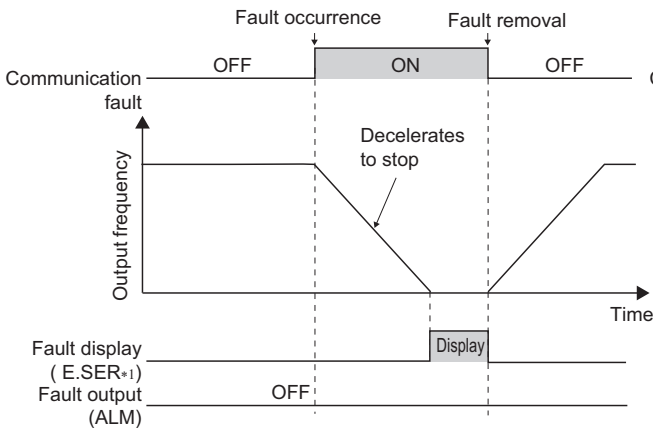 Fault occurrence
Fault removal
OFF
ON
OFF
Communication
fault
Decelerates
to stop
Output frequency
Time
Fault display
( E.SER*1)
Display
Fault output
(ALM)
OFF